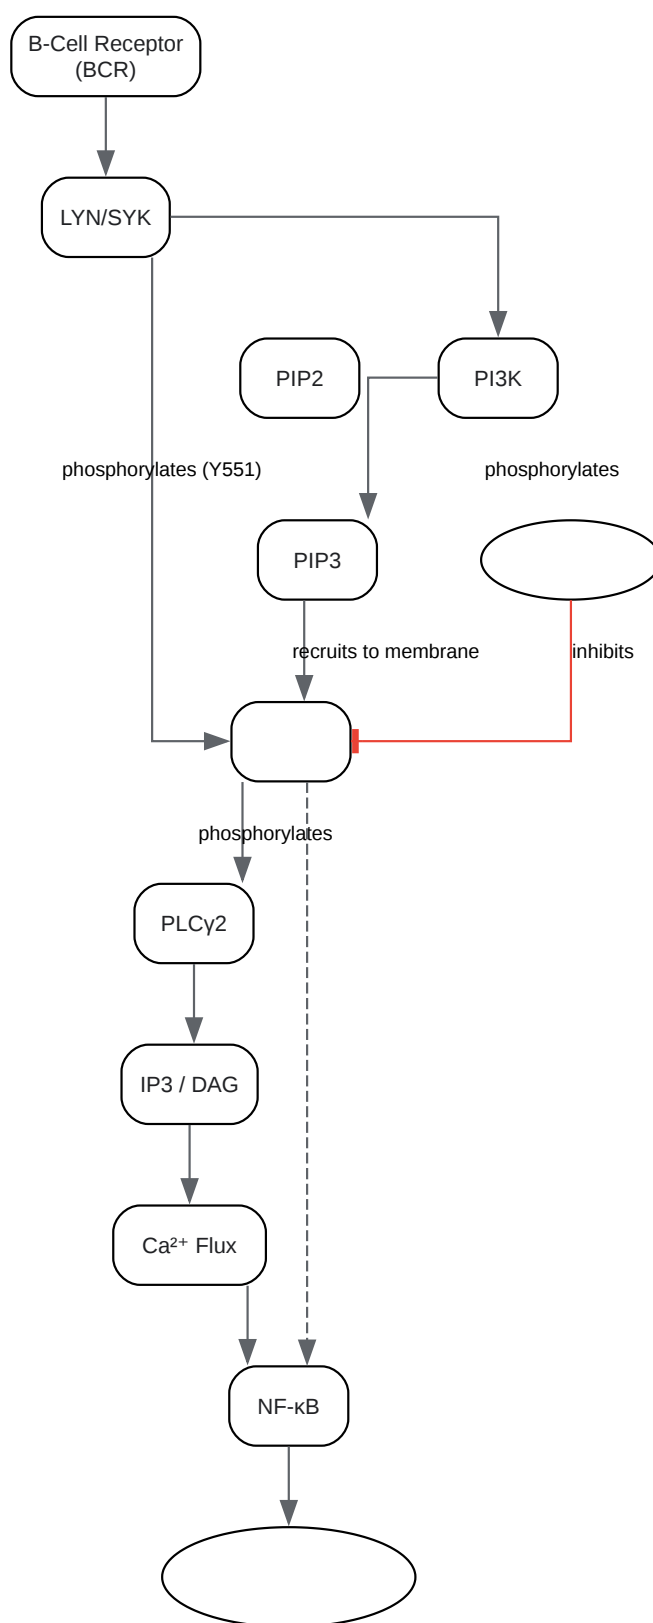 B-Cell Receptor
(BCR)
LYN/SYK
PIP2
PI3K
phosphorylates (Y551)
phosphorylates
PIP3
recruits to membrane
inhibits
phosphorylates
PLCγ2
IP3 / DAG
Ca²⁺ Flux
NF-κB